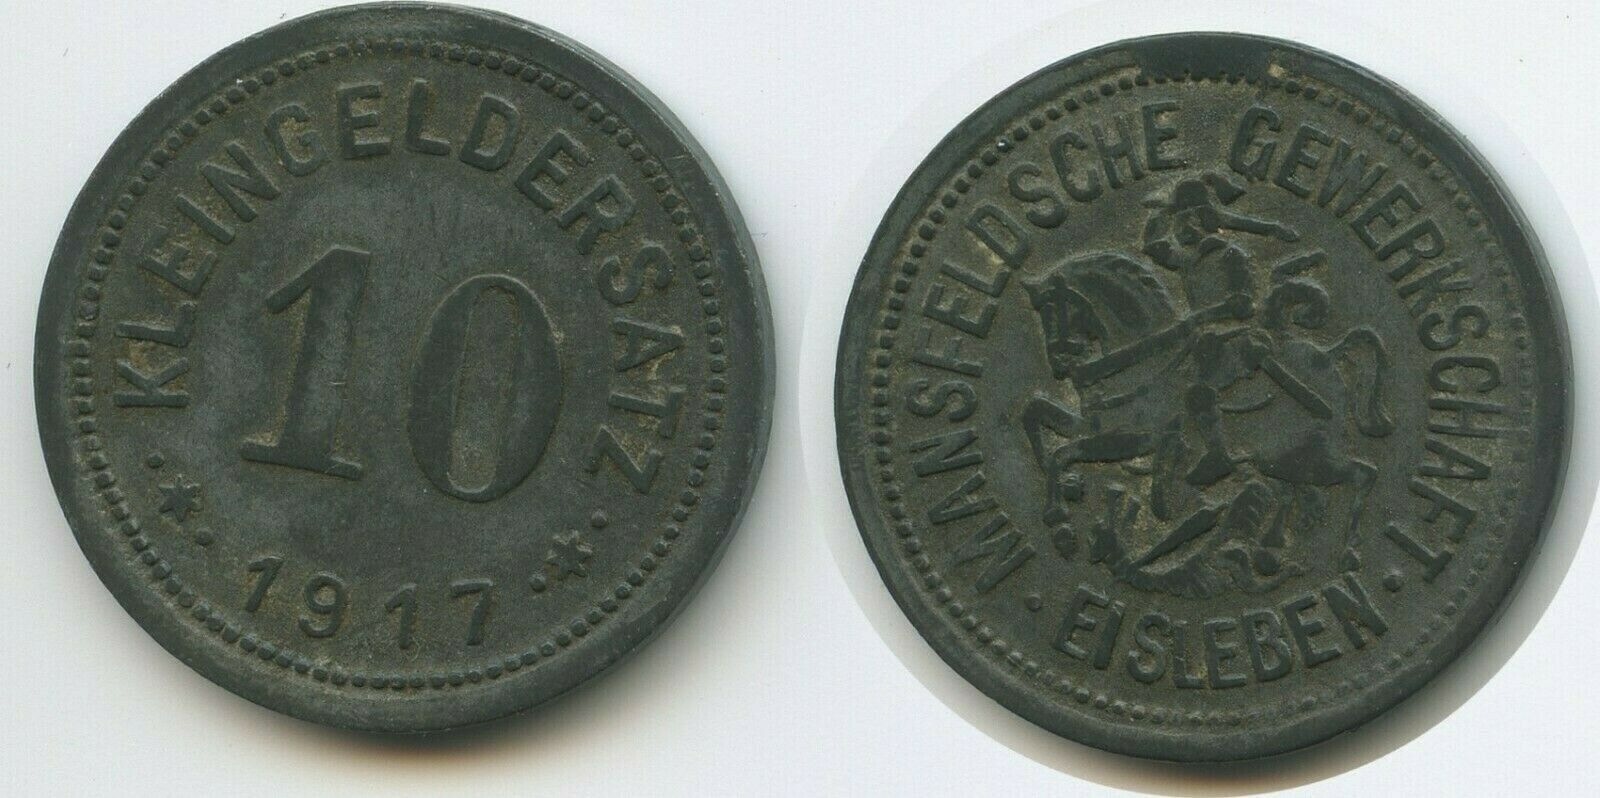 KLEINGELDERSATZ
10
1917
MANSFELDSCHE GEWERKSCHAFT
EISLEBEN